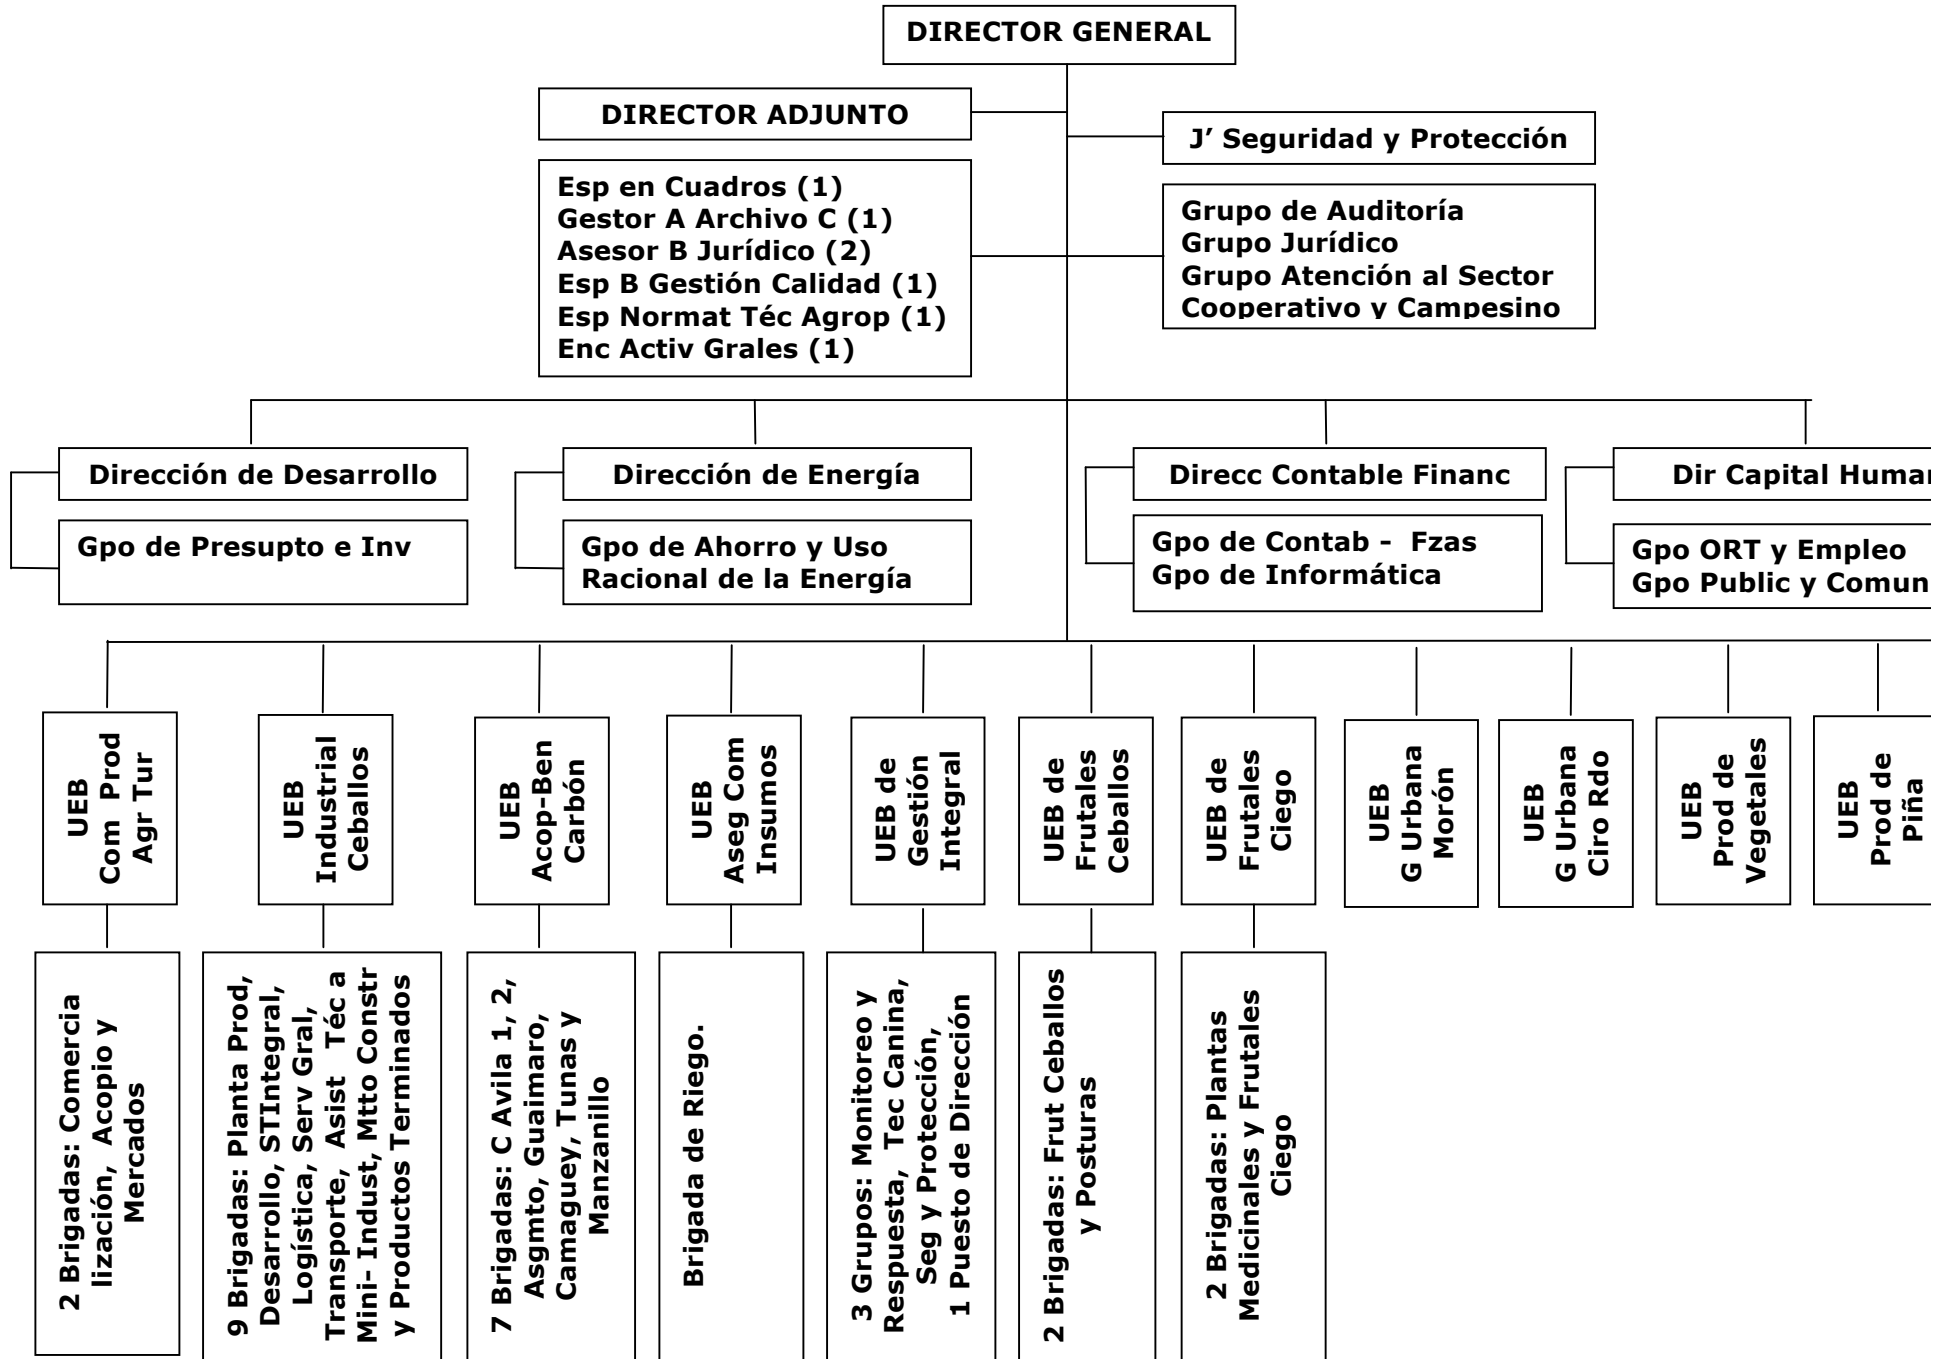 DIRECTOR GENERAL
DIRECTOR ADJUNTO
J’ Seguridad y Protección
Esp en Cuadros (1)
Gestor A Archivo C (1)
Asesor B Jurídico (2)
Esp B Gestión Calidad (1)
Esp Normat Téc Agrop (1)
Enc Activ Grales (1)
Grupo de Auditoría
Grupo Jurídico
Grupo Atención al Sector
Cooperativo y Campesino
Dirección de Desarrollo
Dirección de Energía
Direcc Contable Financ
Dir Capital Human
Gpo de Presupto e Inv
Gpo de Ahorro y Uso
Racional de la Energía
Gpo de Contab - Fzas
Gpo de Informática
Gpo ORT y Empleo
Gpo Public y Comun
UEB
Com Prod
Agr Tur
UEB
Industrial
Ceballos
UEB
Acop-Ben
Carbón
UEB
Aseg Com
Insumos
UEB de
Gestión
Integral
UEB de
Frutales
Ceballos
UEB de
Frutales
Ciego
UEB
G Urbana
Morón
UEB
G Urbana
Ciro Rdo
UEB
Prod de
Vegetales
UEB
Prod de
Piña
2 Brigadas: Comercia
lización, Acopio y
Mercados
9 Brigadas: Planta Prod,
Desarrollo, STIntegral,
Logística, Serv Gral,
Transporte, Asist Téc a
Mini- Indust, Mtto Constr
y Productos Terminados
7 Brigadas: C Avila 1, 2,
Asgmto, Guaimaro,
Camaguey, Tunas y
Manzanillo
Brigada de Riego.
3 Grupos: Monitoreo y
Respuesta, Tec Canina,
Seg y Protección,
1 Puesto de Dirección
2 Brigadas: Frut Ceballos
y Posturas
2 Brigadas: Plantas
Medicinales y Frutales
Ciego